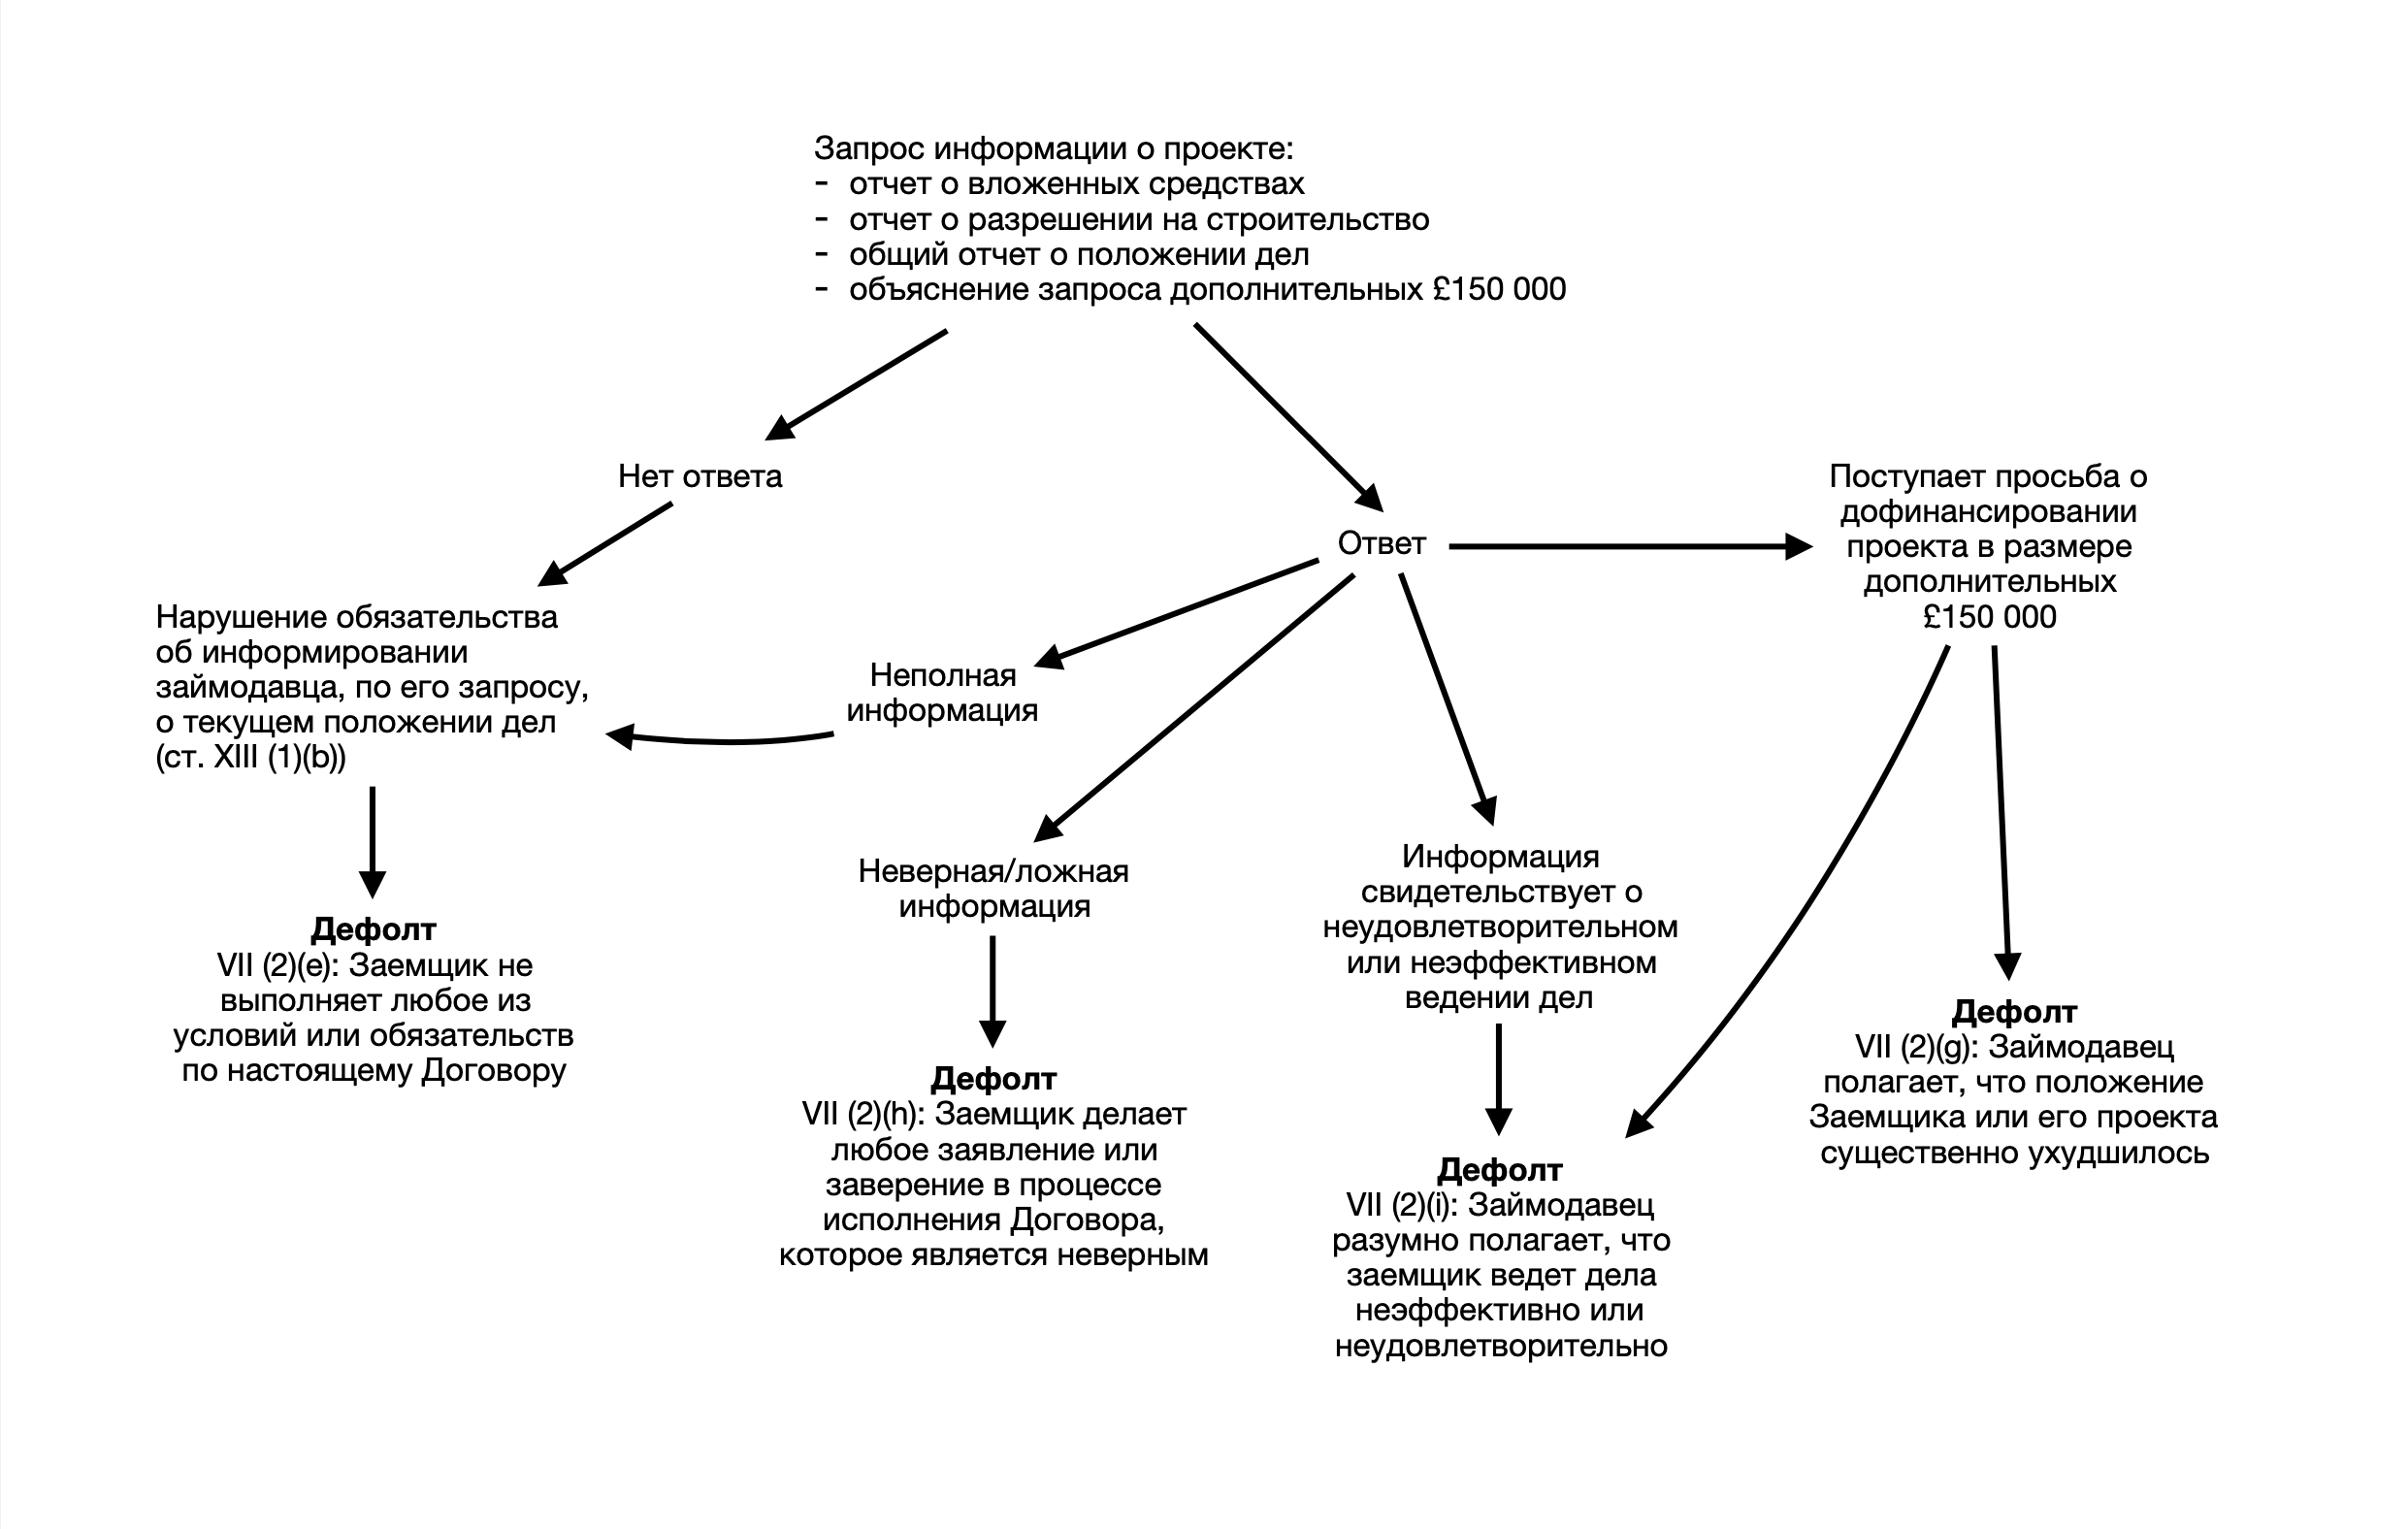 Запрос информации о проекте:
- отчет о вложенных средствах
- отчет о разрешении на строительство
- общий отчет о положении дел
- объяснение запроса дополнительных £150 000
Нет ответа
Ответ
Поступает просьба о
дофинансировании
проекта в размере
дополнительных
£150 000
Нарушение обязательства
об информировании
займодавца, по его запросу,
о текущем положении дел
(ст. XIII (1)(b))
Неполная
информация
Неверная/ложная
информация
Информация
свидетельствует о
неудовлетворительном
или неэффективном
ведении дел
Дефолт
VII (2)(e): Заемщик не
выполняет любое из
условий или обязательств
по настоящему Договору
Дефолт
VII (2)(h): Заемщик делает
любое заявление или
заверение в процессе
исполнения Договора,
которое является неверным
Дефолт
VII (2)(i): Займодавец
разумно полагает, что
заемщик ведет дела
неэффективно или
неудовлетворительно
Дефолт
VII (2)(g): Займодавец
полагает, что положение
Заемщика или его проекта
существенно ухудшилось